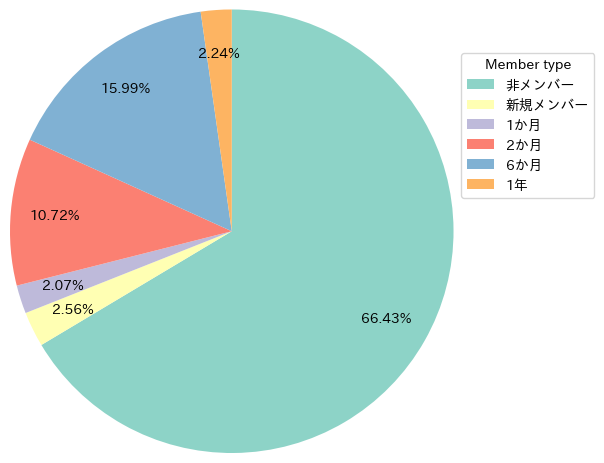 2.24%
15.99%
10.72%
2.07%
2.56%
66.43%
Member type
非メンバー
新規メンバー
1か月
2か月
6か月
1年